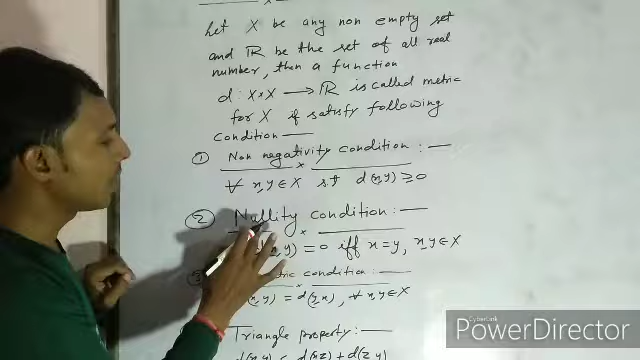 Let X be any non empty set
and ℝ be the set of all real
number, then a function
d: X×X ⟶ ℝ is called metric
for X if satisfy following
condition —
① Non negativity condition :—
∀ x,y ∈ X st d(x,y) ≥ 0
② Nullity condition :—
y) = 0 iff x = y, x,y ∈ X
condition :—
d(x,y) = d(y,x), ∀ x,y ∈ X
Triangle property :—
d(x,y) ≤ d(x,z) + d(z,y)
CyberLink
PowerDirector